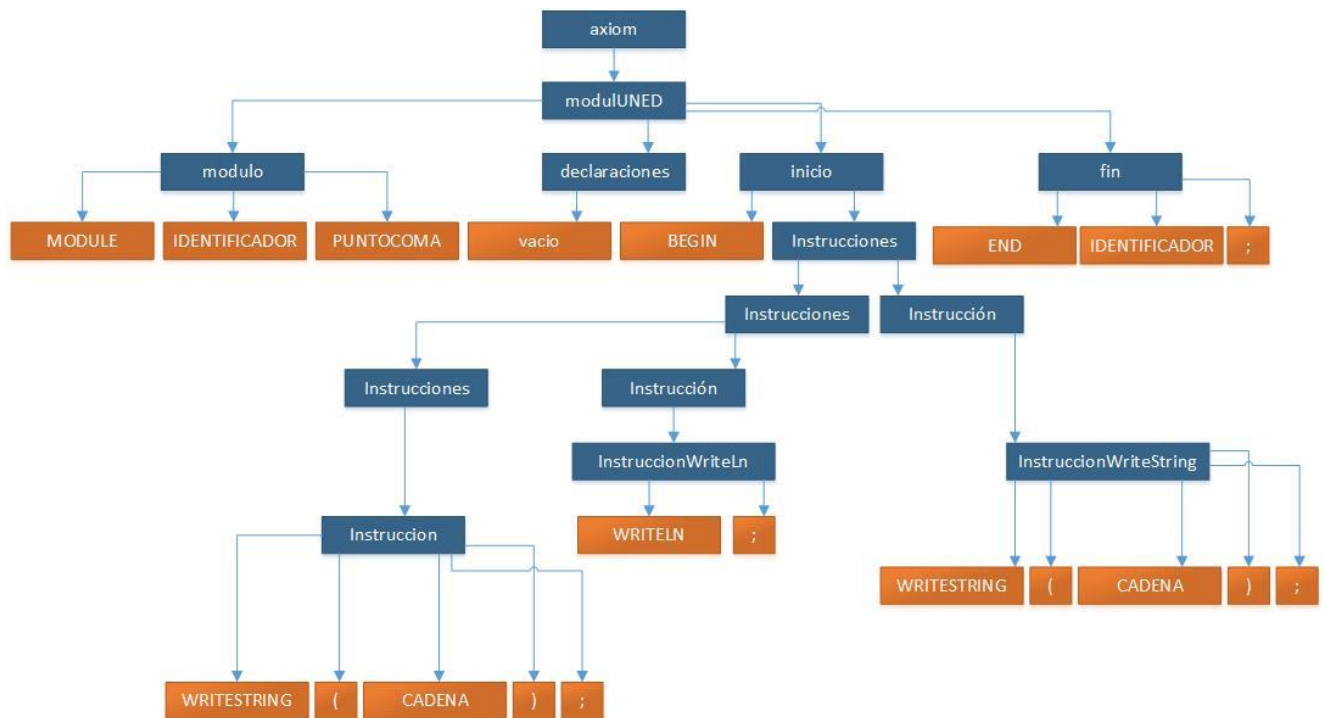 axiom
modulUNED
modulo
declaraciones
inicio
fin
MODULE
IDENTIFICADOR
PUNTOCOMA
vacio
BEGIN
Instrucciones
END
IDENTIFICADOR
;
Instrucciones
Instrucción
Instrucciones
Instrucción
InstruccionWriteLn
InstruccionWriteString
Instruccion
WRITELN
;
WRITESTRING
(
CADENA
)
;
WRITESTRING
(
CADENA
)
;